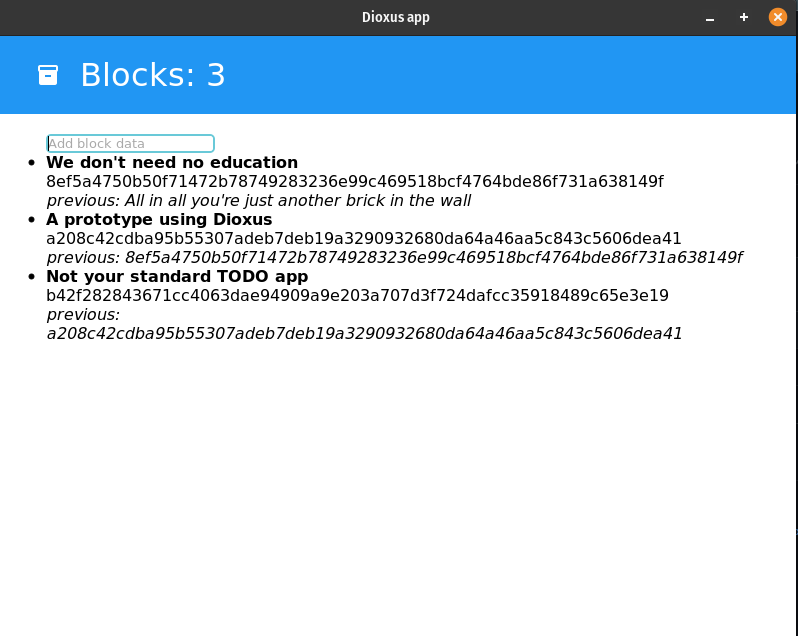 Dioxus app
Blocks: 3
Add block data
We don't need no education
8ef5a4750b50f71472b78749283236e99c469518bcf4764bde86f731a638149f
previous: All in all you're just another brick in the wall
A prototype using Dioxus
a208c42cdba95b55307adeb7deb19a3290932680da64a46aa5c843c5606dea41
previous: 8ef5a4750b50f71472b78749283236e99c469518bcf4764bde86f731a638149f
Not your standard TODO app
b42f282843671cc4063dae94909a9e203a707d3f724dafcc35918489c65e3e19
previous:
a208c42cdba95b55307adeb7deb19a3290932680da64a46aa5c843c5606dea41